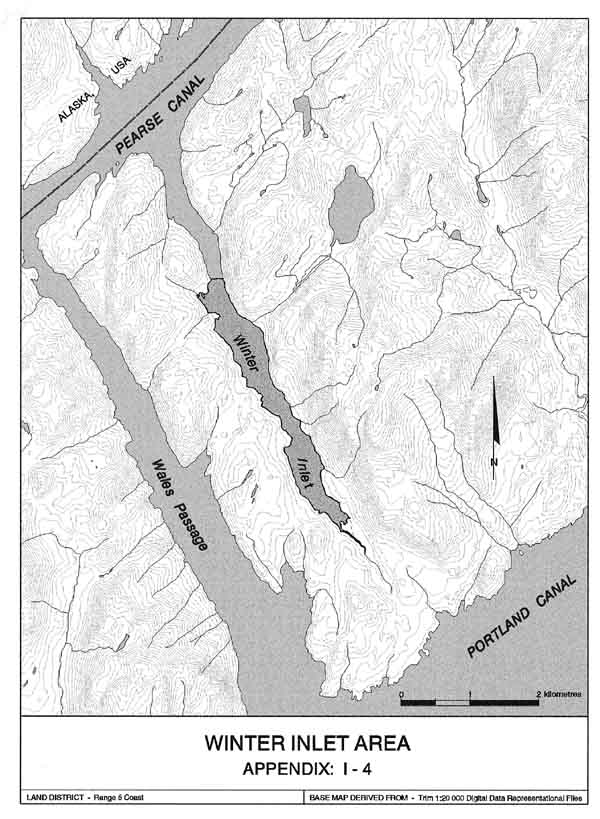 ALASKA, USA
PEARSE CANAL
Winter
Inlet
Wales Passage
N
PORTLAND CANAL
0 1 2 kilometres
WINTER INLET AREA
APPENDIX: I - 4
LAND DISTRICT - Range 5 Coast
BASE MAP DERIVED FROM - Trim 1:20 000 Digital Data Representational Files